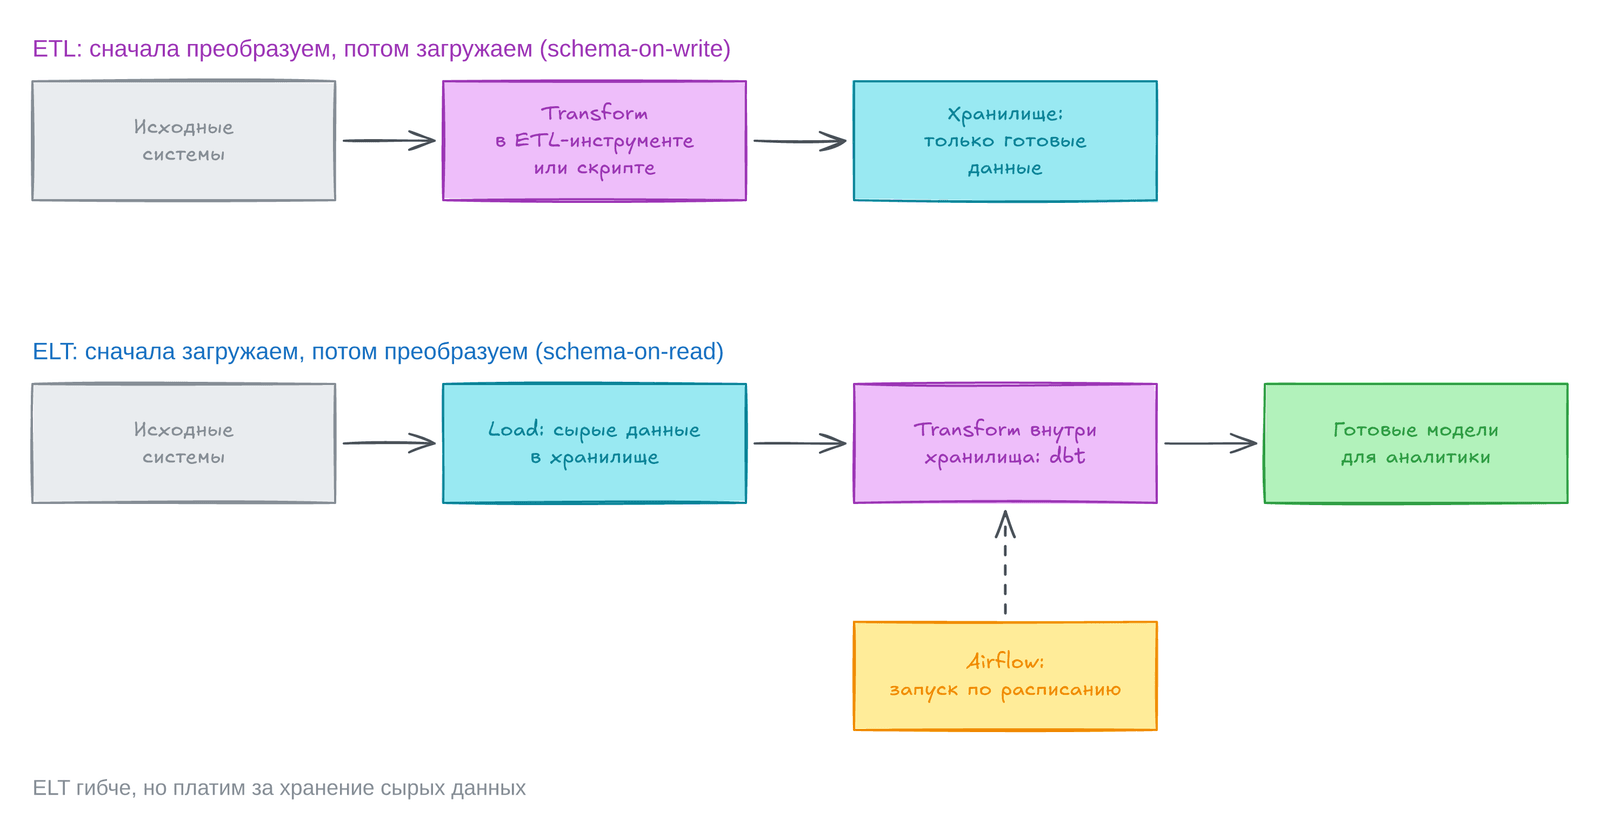 ETL: сначала преобразуем, потом загружаем (schema-on-write)
Исходные
системы
Transform
в ETL-инструменте
или скрипте
Хранилище:
только готовые
данные
ELT: сначала загружаем, потом преобразуем (schema-on-read)
Исходные
системы
Load: сырые данные
в хранилище
Transform внутри
хранилища: dbt
Готовые модели
для аналитики
Airflow:
запуск по расписанию
ELT гибче, но платим за хранение сырых данных